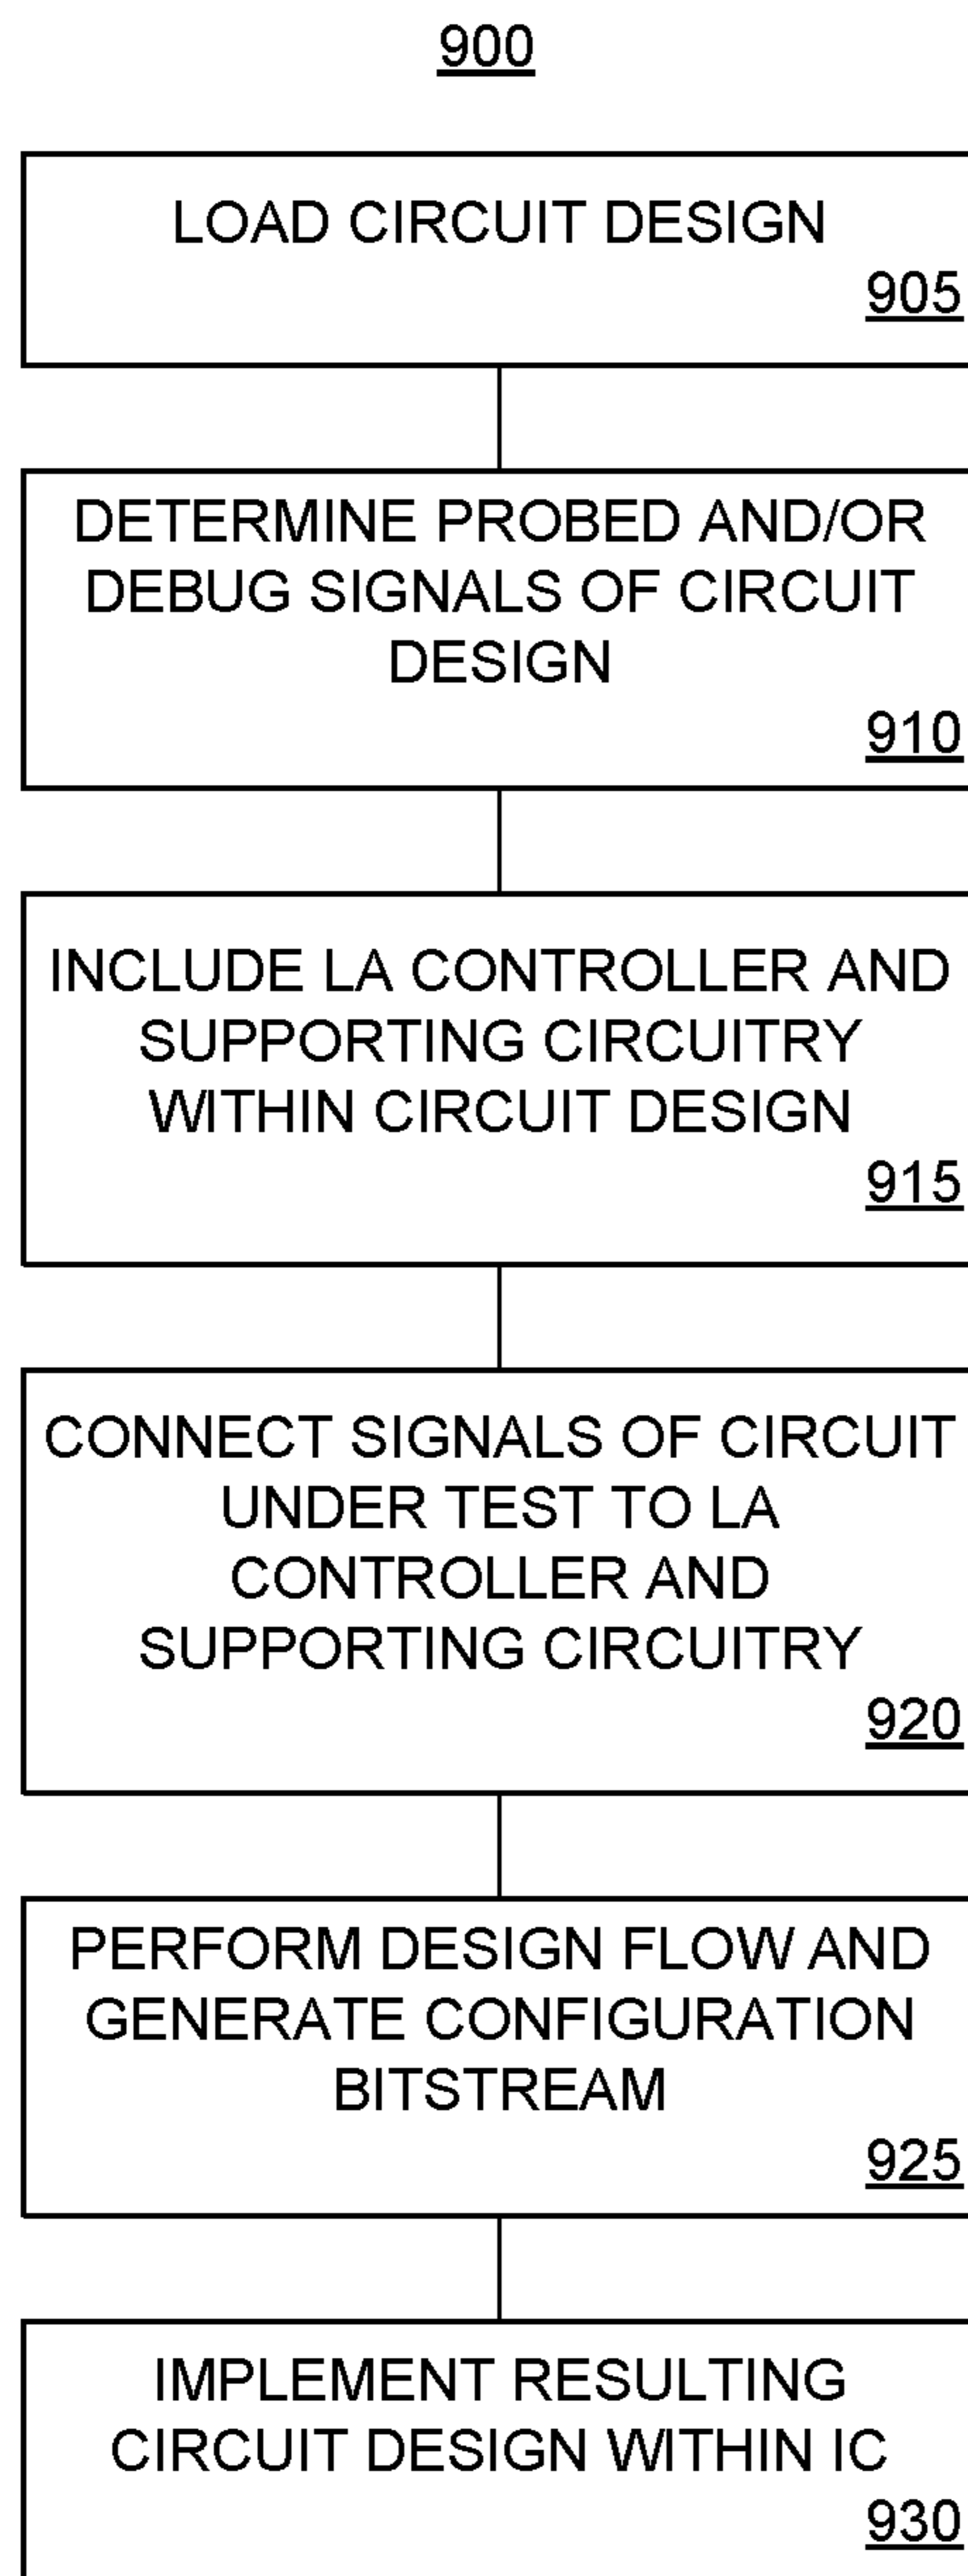 900
LOAD CIRCUIT DESIGN
905
DETERMINE PROBED AND/OR
DEBUG SIGNALS OF CIRCUIT
DESIGN
910
INCLUDE LA CONTROLLER AND
SUPPORTING CIRCUITRY
WITHIN CIRCUIT DESIGN
915
CONNECT SIGNALS OF CIRCUIT
UNDER TEST TO LA
CONTROLLER AND
SUPPORTING CIRCUITRY
920
PERFORM DESIGN FLOW AND
GENERATE CONFIGURATION
BITSTREAM
925
IMPLEMENT RESULTING
CIRCUIT DESIGN WITHIN IC
930